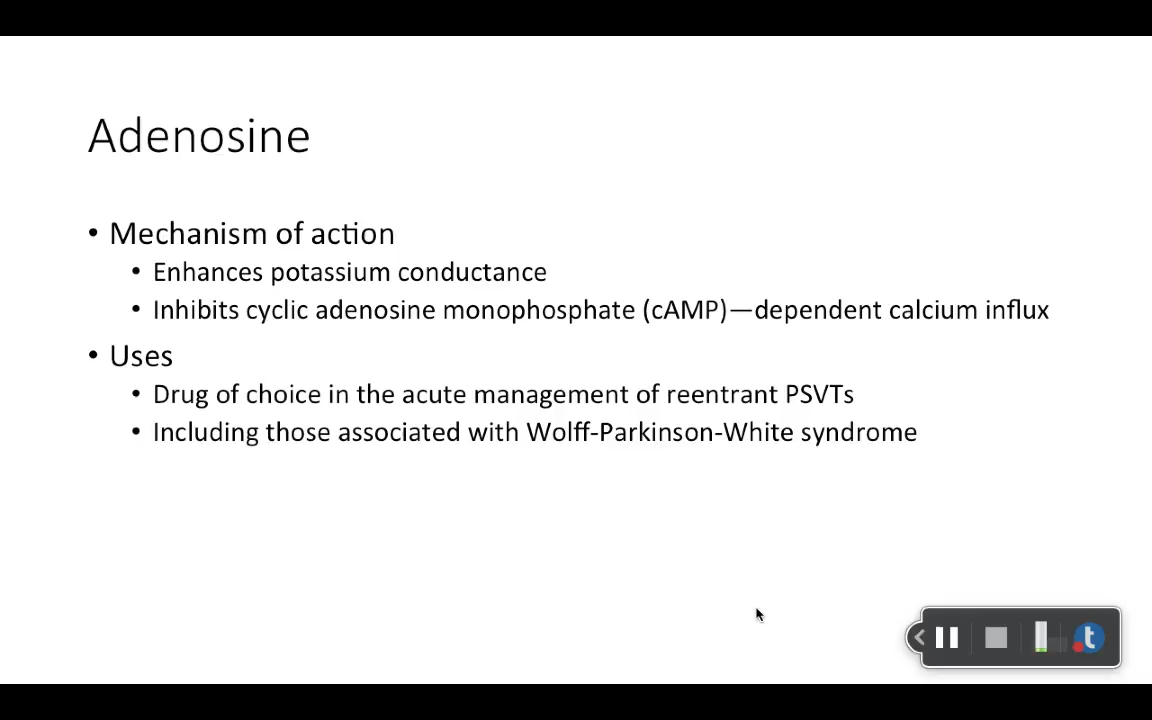 Adenosine
• Mechanism of action
• Enhances potassium conductance
• Inhibits cyclic adenosine monophosphate (cAMP)—dependent calcium influx
• Uses
• Drug of choice in the acute management of reentrant PSVTs
• Including those associated with Wolff-Parkinson-White syndrome
t